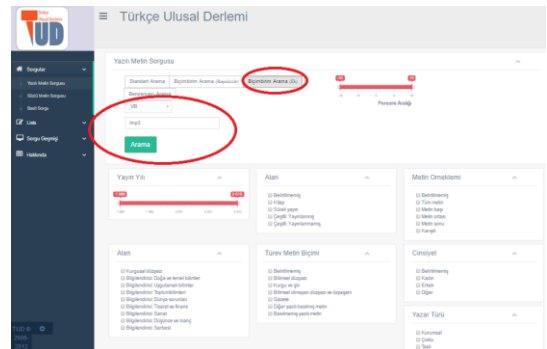 TUD
Türkçe Ulusal Derlemi
Sorgular
Yazılı Metin Sorgusu
Sözlü Metin Sorgusu
Basit Sorgu
Liste
Sorgu Geçmişi
Hakkında
Yazılı Metin Sorgusu
Standart Arama
Biçimbirim Arama
Biçimbirim Arama (Ek)
VB
mp3
Arama
Yayın Yılı
Alan
Belirtilmemiş
Kitap
Süreli yayın
Çeşitli: Yayınlanmış
Çeşitli: Yayınlanmamış
Metin Örneklemi
Belirtilmemiş
Tüm metin
Metin başı
Metin ortası
Metin sonu
Karışık
Alan
Kurgusal düzyazı
Bilgilendirici: Doğa ve temel bilimler
Bilgilendirici: Uygulamalı bilimler
Bilgilendirici: Toplumbilimleri
Bilgilendirici: Dünya sorunları
Bilgilendirici: Ticaret ve finans
Bilgilendirici: Sanat
Bilgilendirici: Düşünce ve inanç
Bilgilendirici: Serbest
Türev Metin Biçimi
Belirtilmemiş
Bilimsel düzyazı
Kurgu ve şiir
Bilimsel olmayan düzyazı ve özyaşam
Gazete
Diğer yazılı basılmış metin
Basılmamış yazılı metin
Cinsiyet
Belirtilmemiş
Kadın
Erkek
Diğer
Yazar Türü
Kurumsal
Çoklu
Tekil